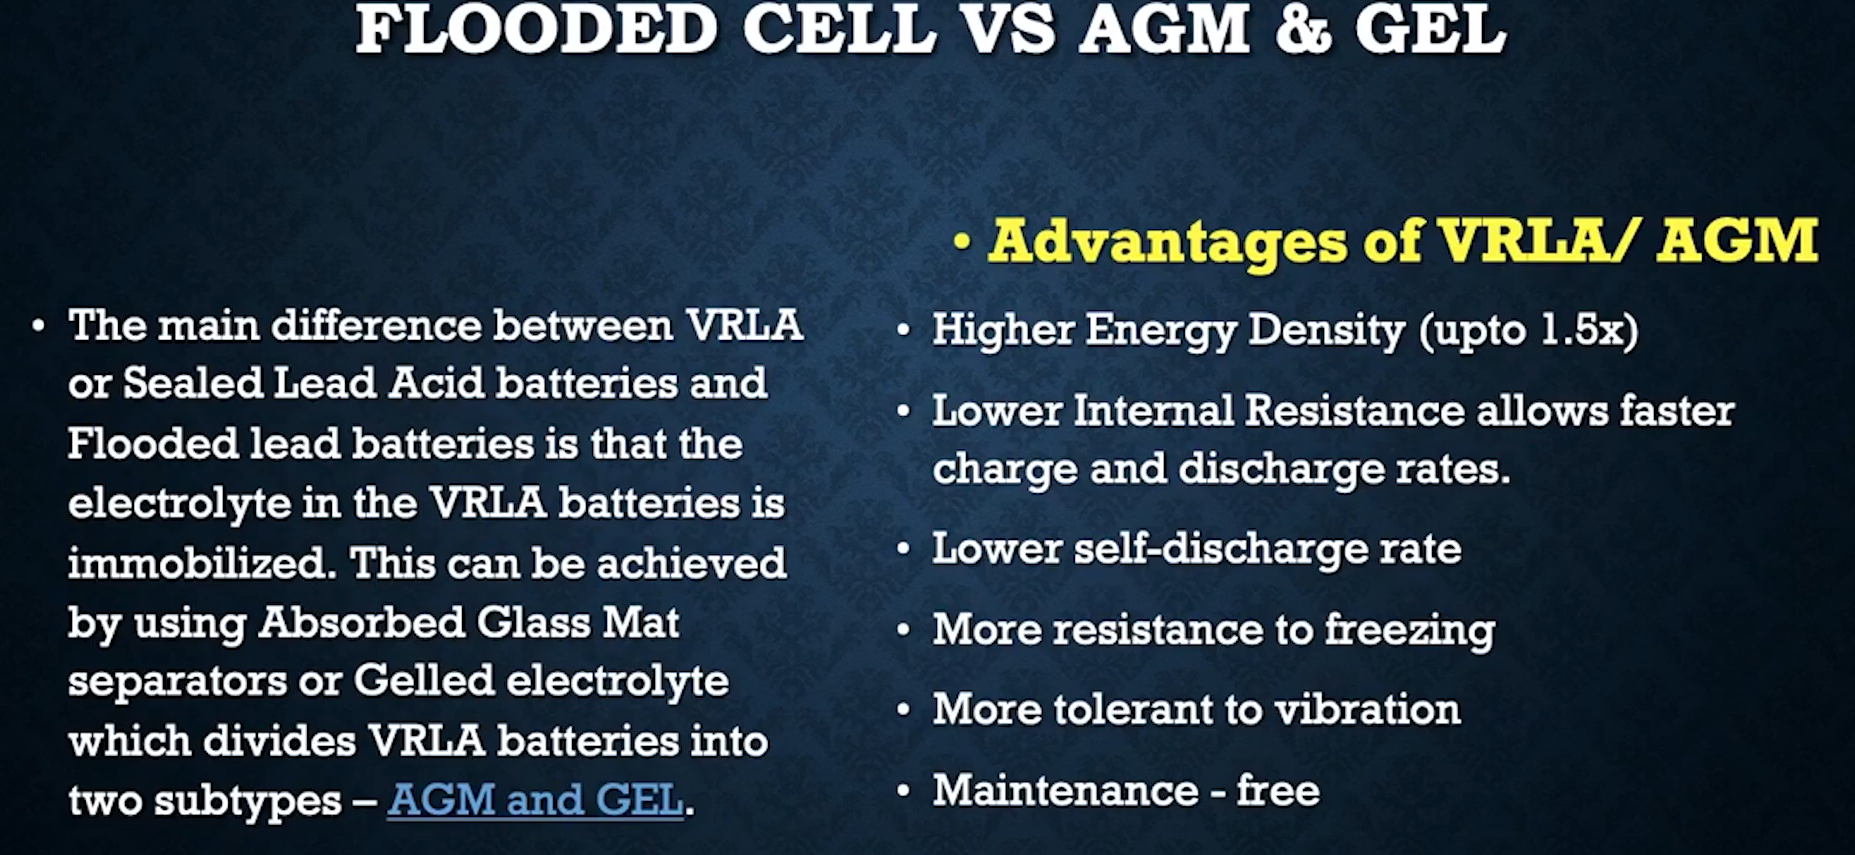 FLOODED CELL VS AGM & GEL
• The main difference between VRLA
or Sealed Lead Acid batteries and
Flooded lead batteries is that the
electrolyte in the VRLA batteries is
immobilized. This can be achieved
by using Absorbed Glass Mat
separators or Gelled electrolyte
which divides VRLA batteries into
two subtypes – AGM and GEL.
• Advantages of VRLA/ AGM
• Higher Energy Density (upto 1.5x)
• Lower Internal Resistance allows faster
charge and discharge rates.
• Lower self-discharge rate
• More resistance to freezing
• More tolerant to vibration
• Maintenance - free